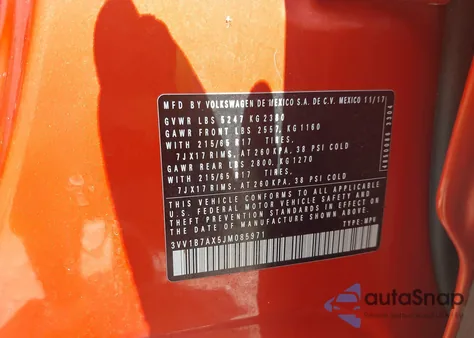 MFD BY VOLKSWAGEN DE MEXICO S.A. DE C.V. MEXICO 11/17
GVWR LBS 5247 KG 2380
GAWR FRONT LBS 2557, KG 1160
WITH 215/65 R17 TIRES,
7JX17 RIMS, AT 260 KPA, 38 PSI COLD
GAWR REAR LBS 2800, KG 1270
WITH 215/65 R17 TIRES,
7JX17 RIMS, AT 260 KPA, 38 PSI COLD
THIS VEHICLE CONFORMS TO ALL APPLICABLE
U.S. FEDERAL MOTOR VEHICLE SAFETY AND
THEFT PREVENTION STANDARDS IN EFFECT ON
THE DATE OF MANUFACTURE SHOWN ABOVE.
TYPE: MPV
3VV1B7AX5JM085971
autoSnap